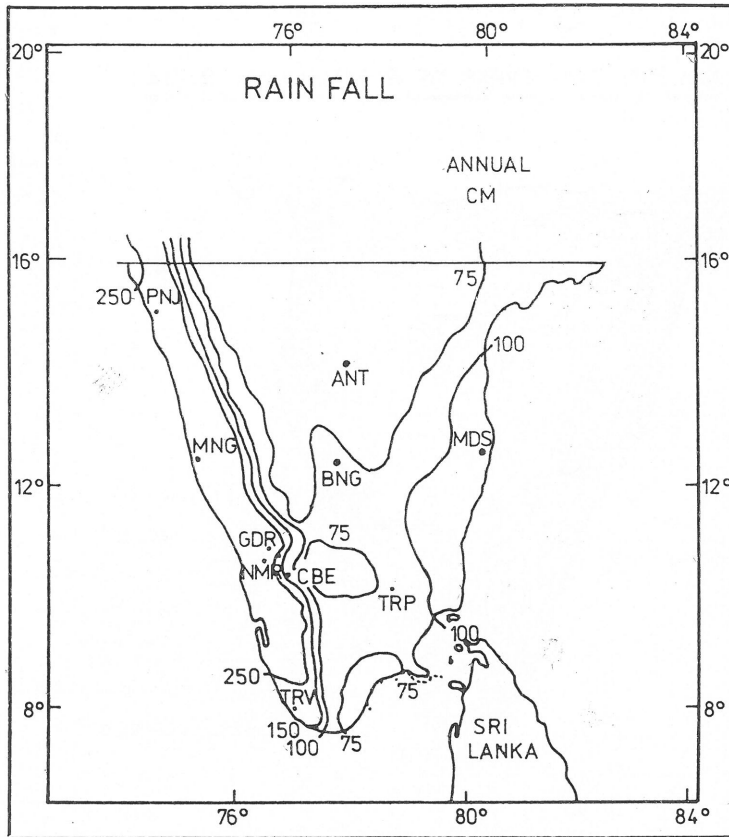 76° 80° 84°
20° 20°
RAIN FALL
ANNUAL
CM
16° 16°
75
250 PNJ
100
ANT
MNG
MDS
BNG
12° 12°
75
GDR
NMR CBE
TRP
100
250
TRV
75
8° 8°
150
100 75
SRI
LANKA
76° 80° 84°